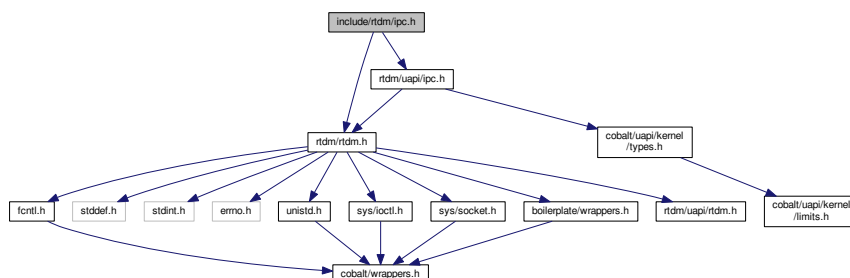 include/rtdm/ipc.h
rtdm/uapi/ipc.h
rtdm/rtdm.h
cobalt/uapi/kernel
/types.h
fcntl.h
stddef.h
stdint.h
errno.h
unistd.h
sys/ioctl.h
sys/socket.h
boilerplate/wrappers.h
rtdm/uapi/rtdm.h
cobalt/uapi/kernel
/limits.h
cobalt/wrappers.h